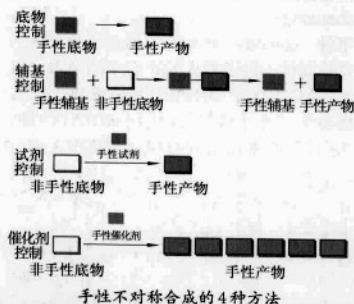 底物
控制
手性底物 手性产物
辅基
控制
手性辅基 非手性底物 手性辅基 手性产物
试剂
控制
手性试剂
非手性底物 手性产物
催化剂
控制
手性催化剂
非手性底物 手性产物
手性不对称合成的4种方法